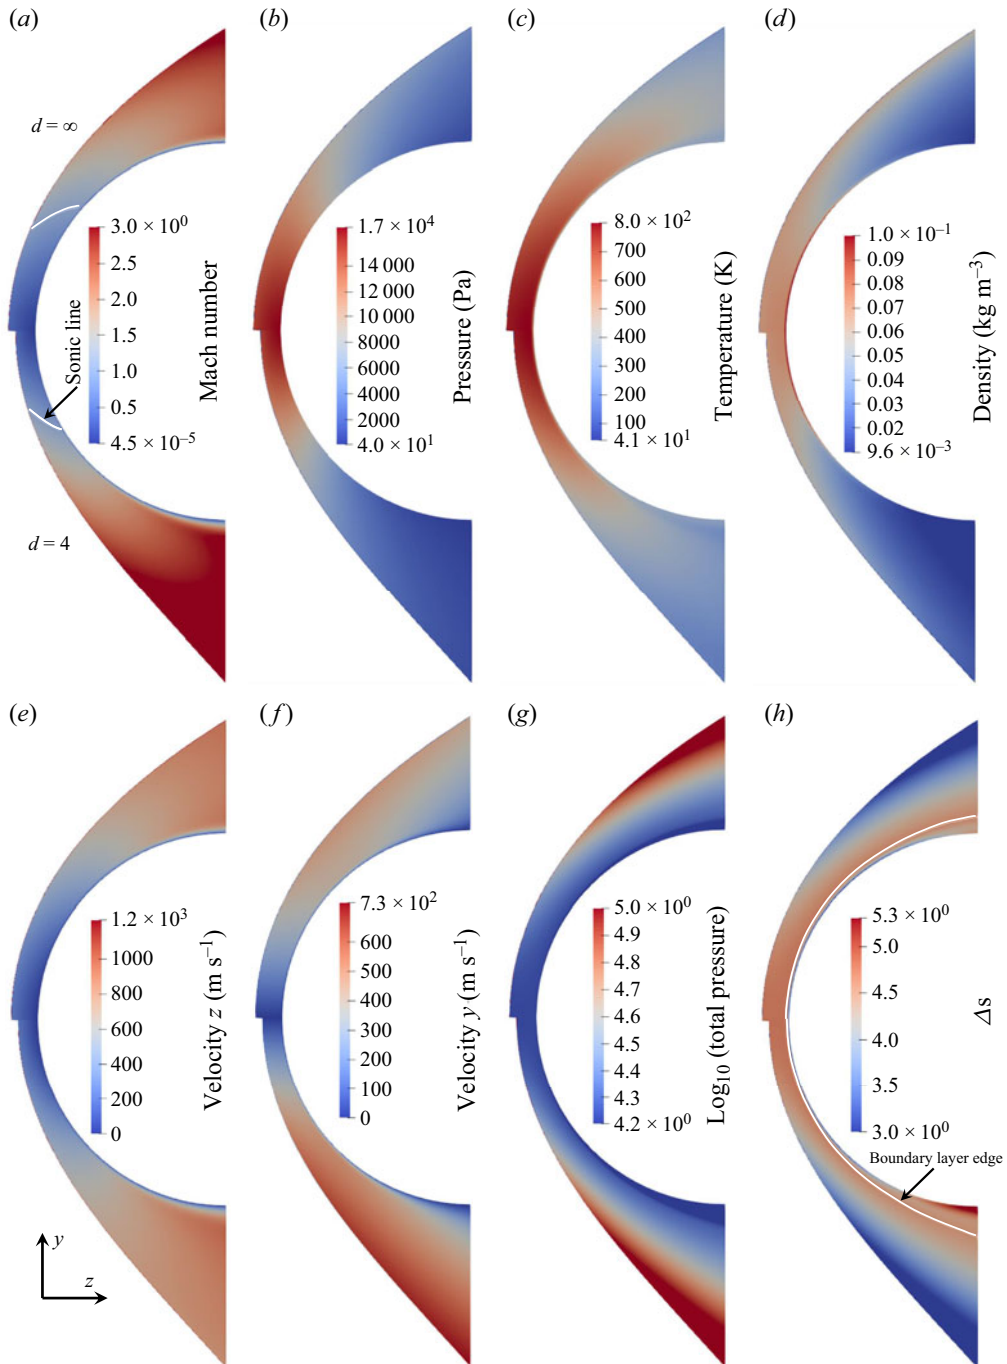 (a)
(b)
(c)
(d)
d = ∞
3.0 × 10⁰
2.5
2.0
1.5
1.0
0.5
4.5 × 10⁻⁵
Mach number
Sonic line
d = 4
1.7 × 10⁴
14 000
12 000
10 000
8000
6000
4000
2000
4.0 × 10¹
Pressure (Pa)
8.0 × 10²
700
600
500
400
300
200
100
4.1 × 10¹
Temperature (K)
1.0 × 10⁻¹
0.09
0.08
0.07
0.06
0.05
0.04
0.03
0.02
9.6 × 10⁻³
Density (kg m⁻³)
(e)
(f)
(g)
(h)
1.2 × 10³
1000
800
600
400
200
0
Velocity z (m s⁻¹)
7.3 × 10²
600
500
400
300
200
100
0
Velocity y (m s⁻¹)
5.0 × 10⁰
4.9
4.8
4.7
4.6
4.5
4.4
4.3
4.2 × 10⁰
Log₁₀ (total pressure)
5.3 × 10⁰
5.0
4.5
4.0
3.5
3.0 × 10⁰
Δs
Boundary layer edge
y
z